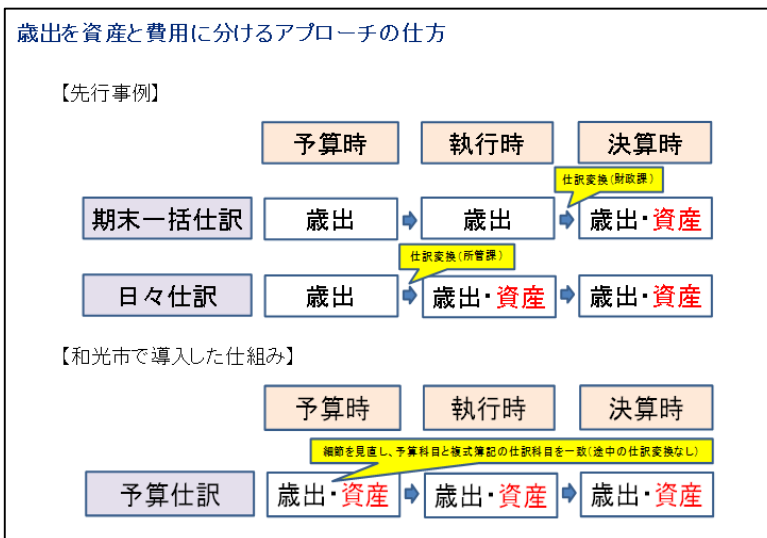 歳出を資産と費用に分けるアプローチの仕方
【先行事例】
予算時 執行時 決算時
仕訳変換(財政課)
期末一括仕訳 歳出 歳出 歳出・資産
仕訳変換(所管課)
日々仕訳 歳出 歳出・資産 歳出・資産
【和光市で導入した仕組み】
予算時 執行時 決算時
細節を見直し、予算科目と複式簿記の仕訳科目を一致(途中の仕訳変換なし)
予算仕訳 歳出・資産 歳出・資産 歳出・資産